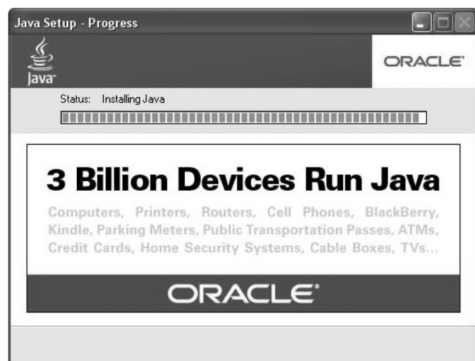 Java Setup - Progress
Java
ORACLE
Status: Installing Java
3 Billion Devices Run Java
Computers, Printers, Routers, Cell Phones, BlackBerry,
Kindle, Parking Meters, Public Transportation Passes, ATMs,
Credit Cards, Home Security Systems, Cable Boxes, TVs...
ORACLE